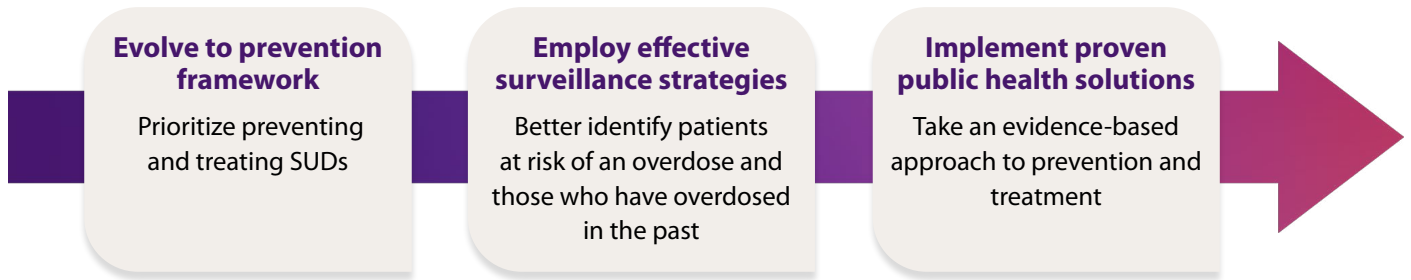 Evolve to prevention
framework
Prioritize preventing
and treating SUDs
Employ effective
surveillance strategies
Better identify patients
at risk of an overdose and
those who have overdosed
in the past
Implement proven
public health solutions
Take an evidence-based
approach to prevention and
treatment